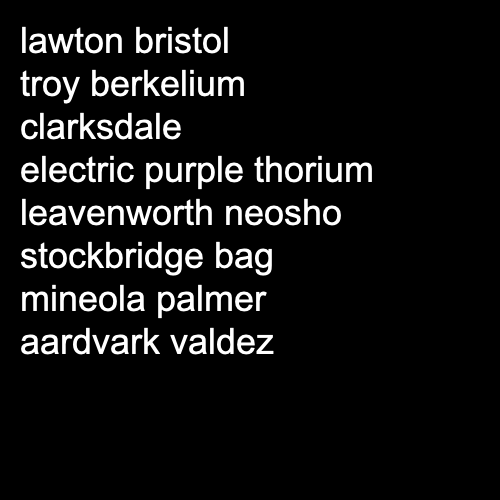 lawton bristol
troy berkelium
clarksdale
electric purple thorium
leavenworth neosho
stockbridge bag
mineola palmer
aardvark valdez